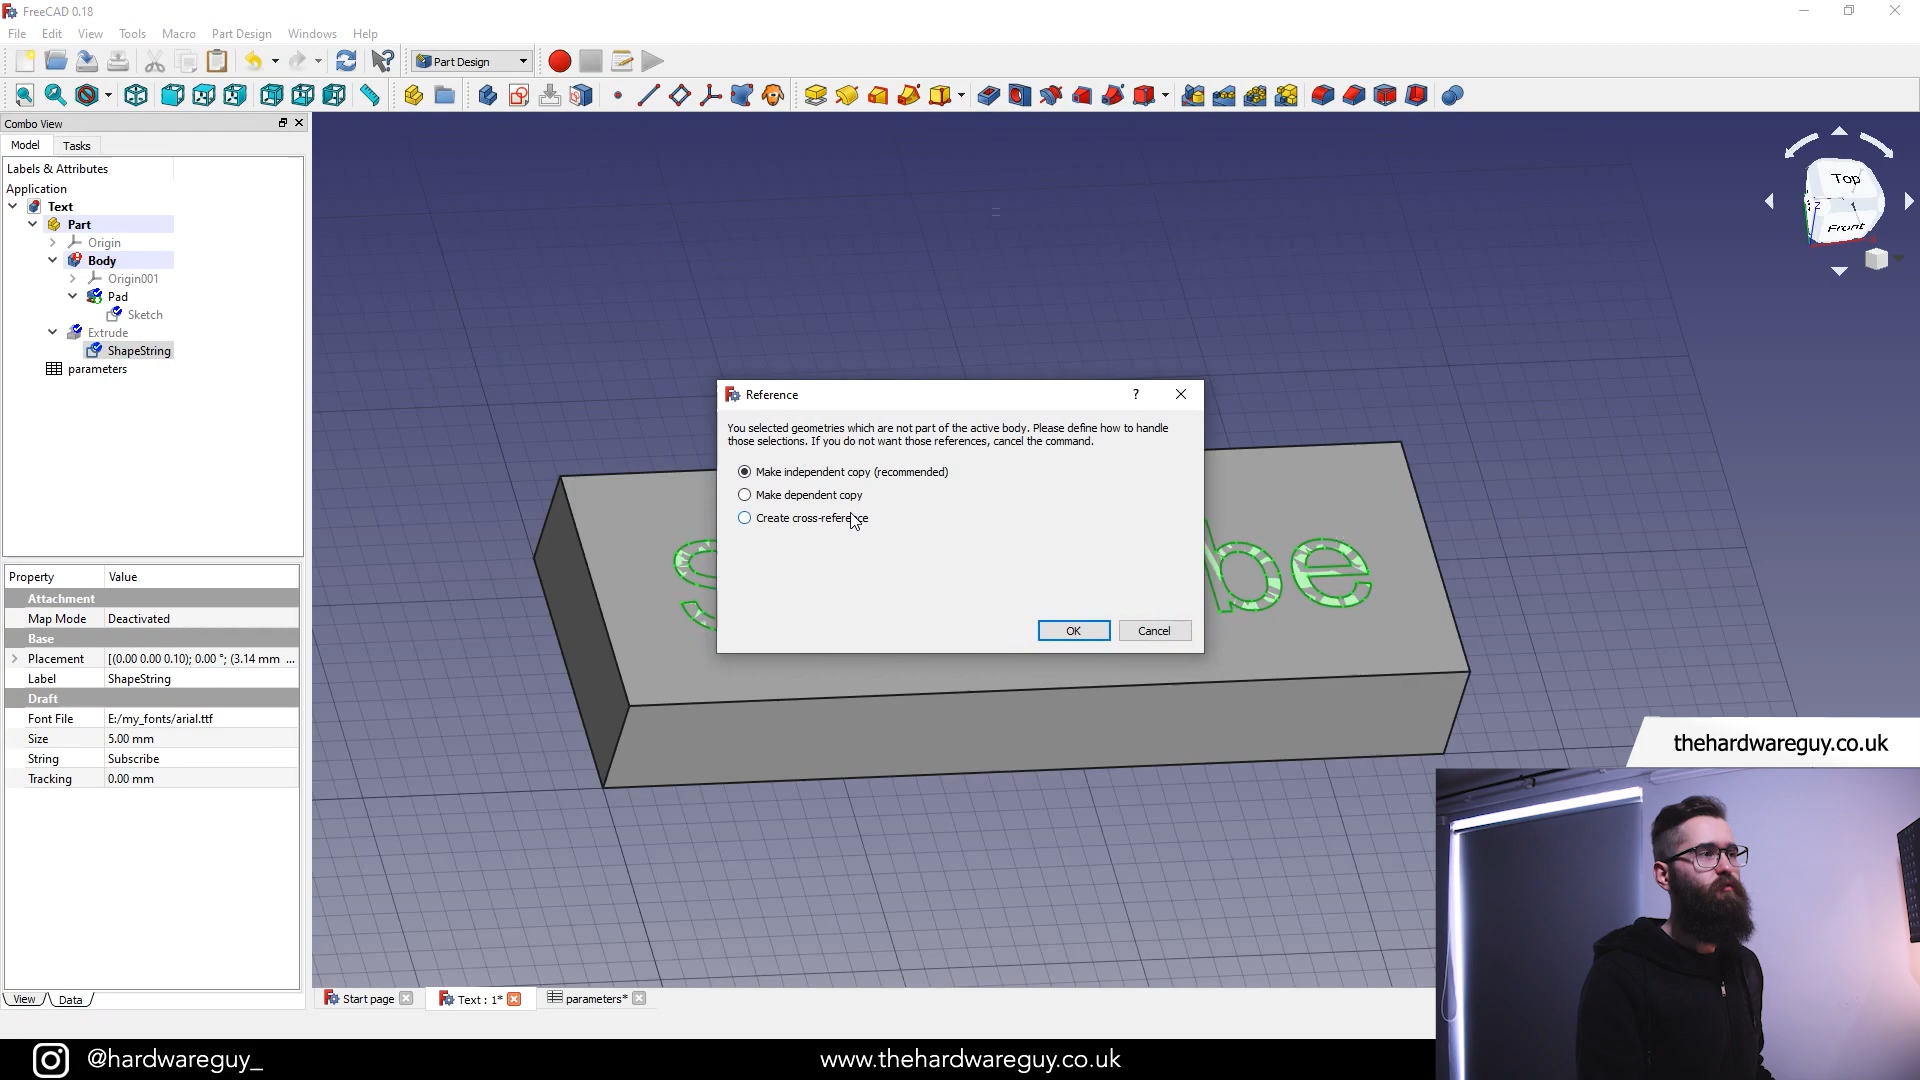 FreeCAD 0.18
File Edit View Tools Macro Part Design Windows Help
Part Design
Combo View
Model Tasks
Labels & Attributes
Application
Text
Part
Origin
Body
Origin001
Pad
Sketch
Extrude
ShapeString
parameters
Property Value
Attachment
Map Mode Deactivated
Base
Placement [(0.00 0.00 0.10); 0.00 °; (3.14 mm ...
Label ShapeString
Draft
Font File E:/my_fonts/arial.ttf
Size 5.00 mm
String Subscribe
Tracking 0.00 mm
View Data
Top
Front
Z
Reference
?
You selected geometries which are not part of the active body. Please define how to handle
those selections. If you do not want those references, cancel the command.
Make independent copy (recommended)
Make dependent copy
Create cross-reference
OK Cancel
S
be
Start page Text : 1* parameters*
thehardwareguy.co.uk
@hardwareguy_
www.thehardwareguy.co.uk